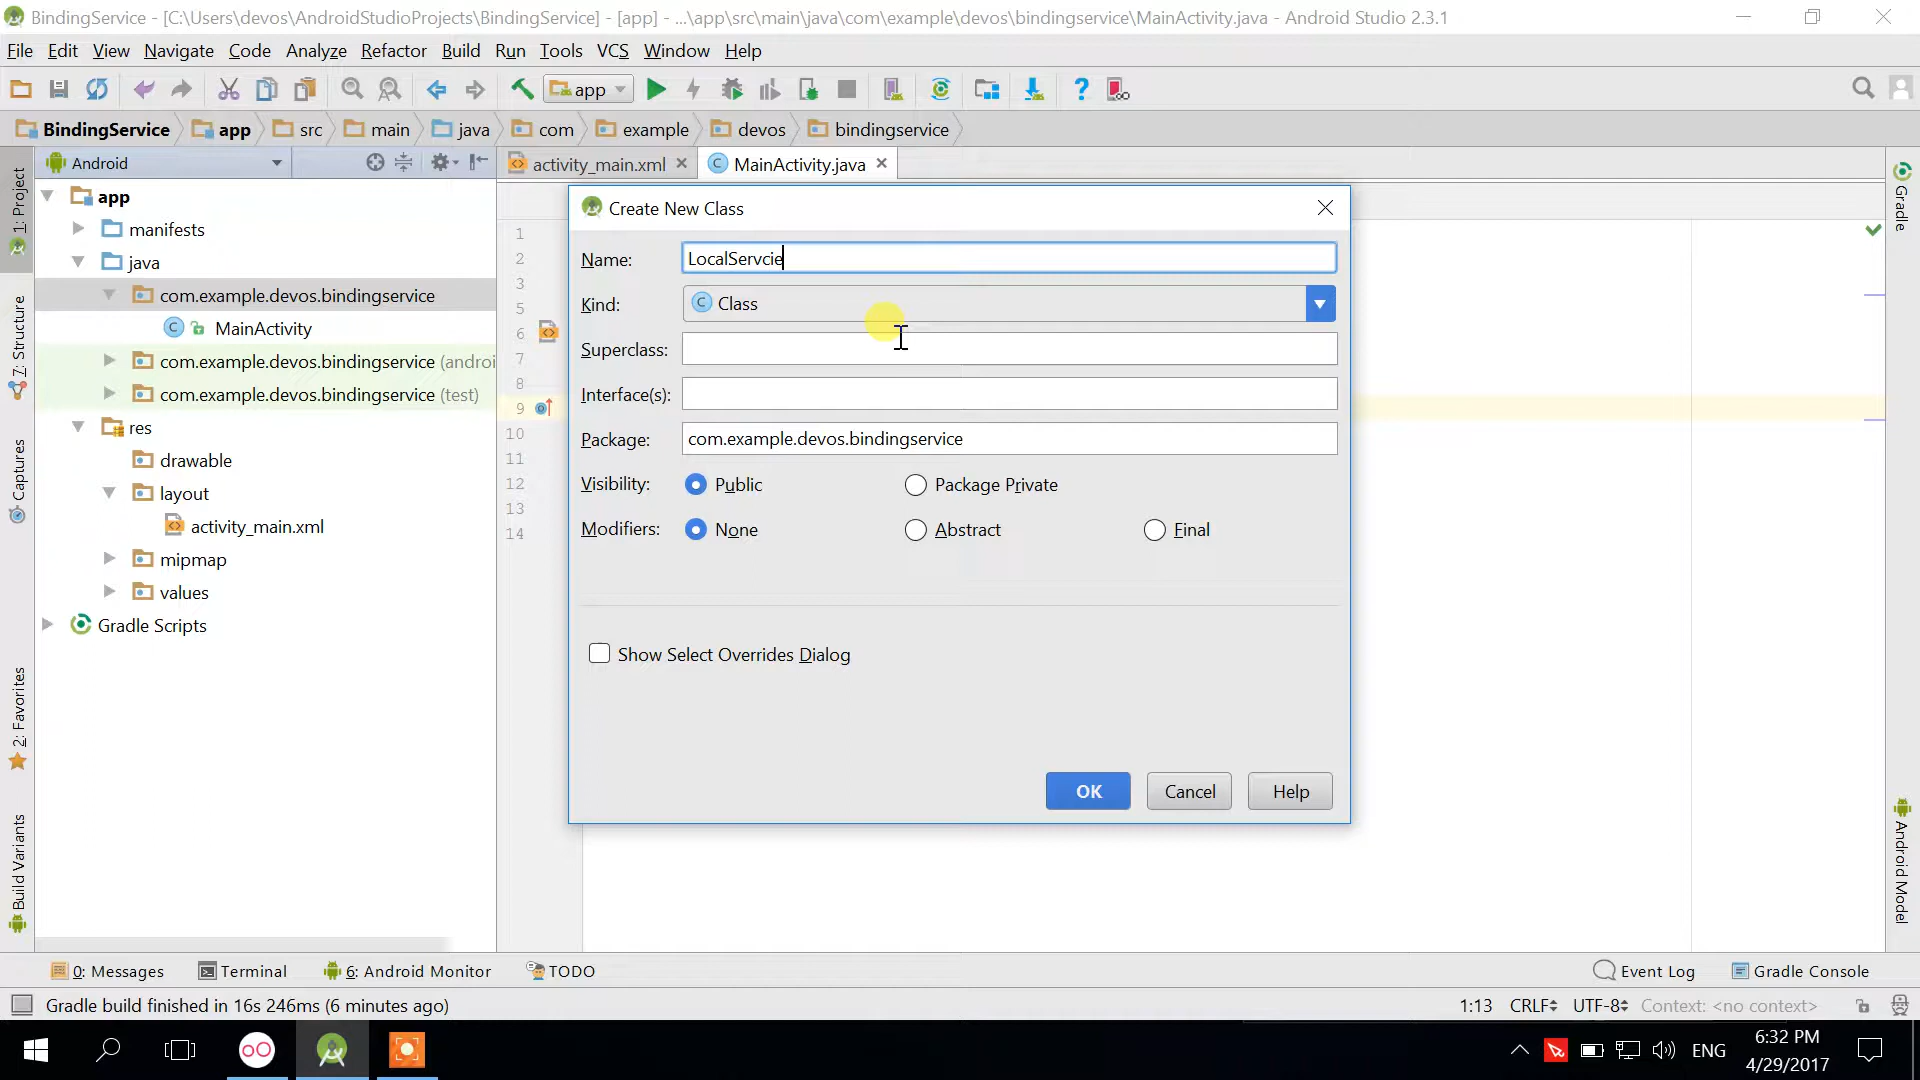 BindingService - [C:\Users\devos\AndroidStudioProjects\BindingService] - [app] - ...\app\src\main\java\com\example\devos\bindingservice\MainActivity.java - Android Studio 2.3.1
File Edit View Navigate Code Analyze Refactor Build Run Tools VCS Window Help
app
BindingService app src main java com example devos bindingservice
Android
activity_main.xml MainActivity.java
1: Project
7: Structure
Captures
2: Favorites
Build Variants
app
manifests
java
com.example.devos.bindingservice
MainActivity
com.example.devos.bindingservice (androi
com.example.devos.bindingservice (test)
res
drawable
layout
activity_main.xml
mipmap
values
Gradle Scripts
1
2
3
5
6
7
8
9
10
11
12
13
14
Create New Class
Name: LocalServcie
Kind: Class
Superclass:
Interface(s):
Package: com.example.devos.bindingservice
Visibility: Public Package Private
Modifiers: None Abstract Final
Show Select Overrides Dialog
OK Cancel Help
Gradle
Android Model
0: Messages Terminal 6: Android Monitor TODO Event Log Gradle Console
Gradle build finished in 16s 246ms (6 minutes ago) 1:13 CRLF UTF-8 Context: <no context>
ENG
6:32 PM
4/29/2017